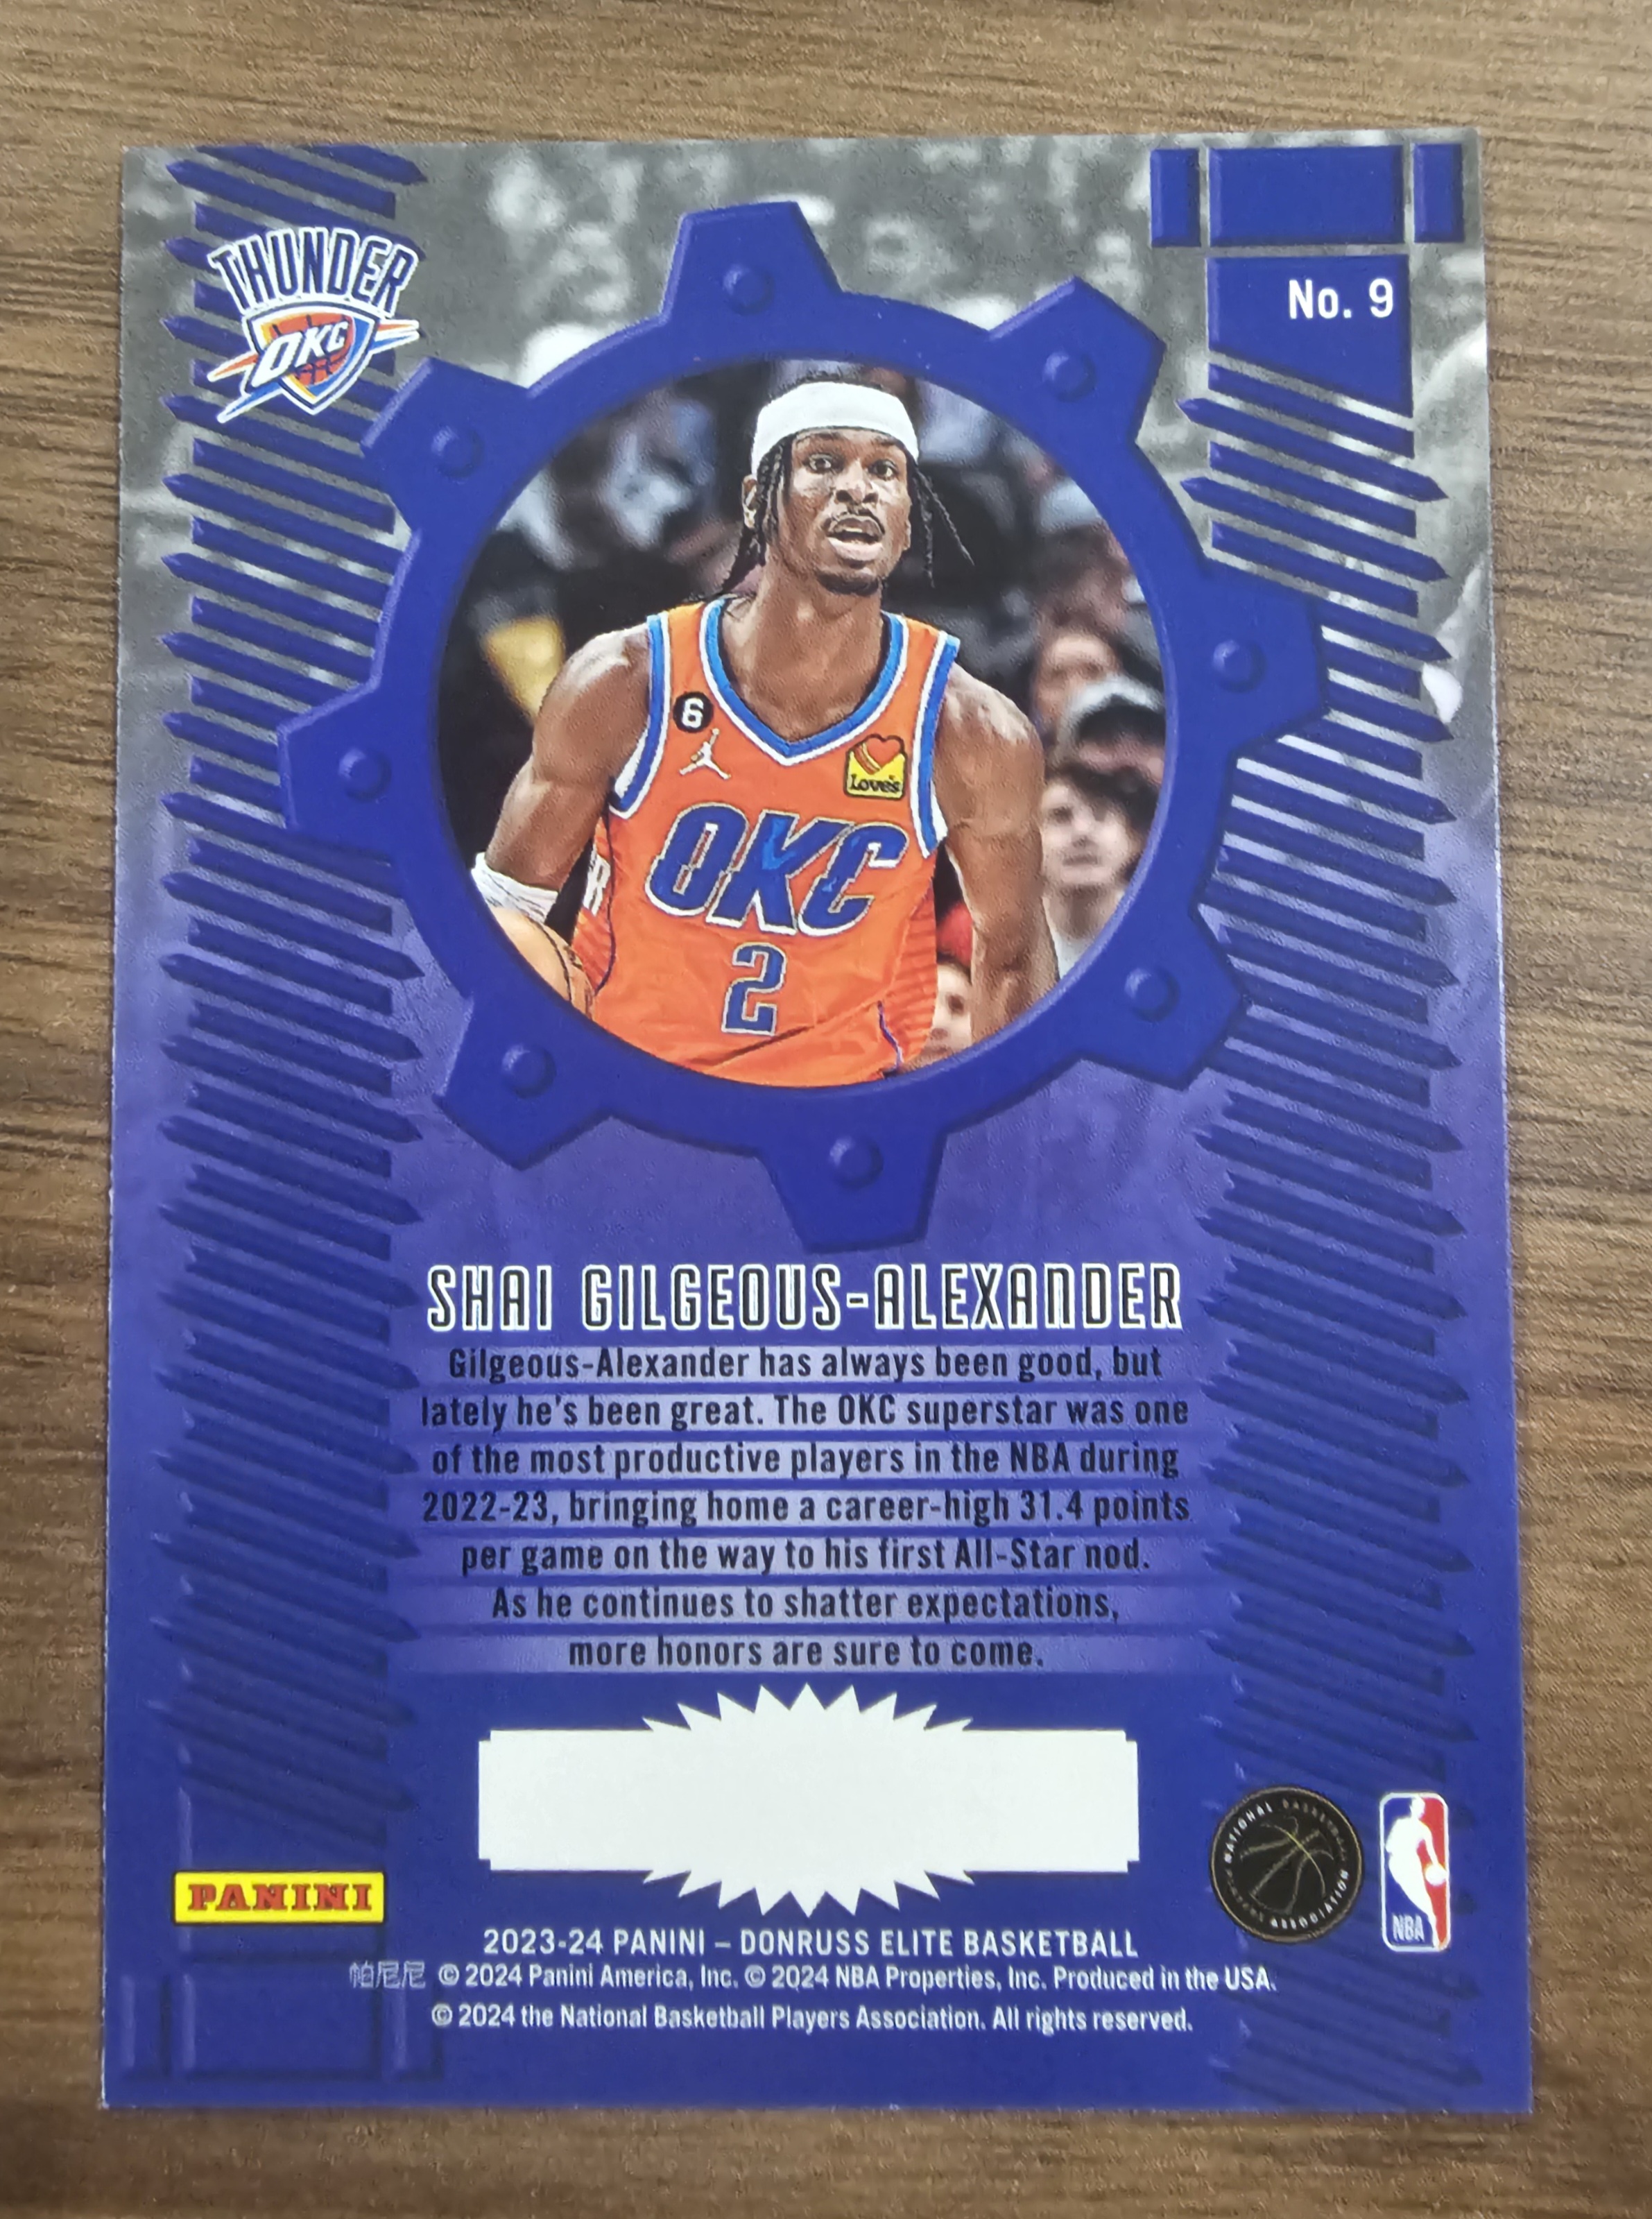 THUNDER
OKC
No. 9
6
Love's
OKC
2
SHAI GILGEOUS-ALEXANDER
Gilgeous-Alexander has always been good, but
lately he's been great. The OKC superstar was one
of the most productive players in the NBA during
2022-23, bringing home a career-high 31.4 points
per game on the way to his first All-Star nod.
As he continues to shatter expectations,
more honors are sure to come.
NATIONAL BASKETBALL PLAYERS ASSOCIATION
NBA
PANINI
2023-24 PANINI – DONRUSS ELITE BASKETBALL
帕尼尼 © 2024 Panini America, Inc. © 2024 NBA Properties, Inc. Produced in the USA.
© 2024 the National Basketball Players Association. All rights reserved.